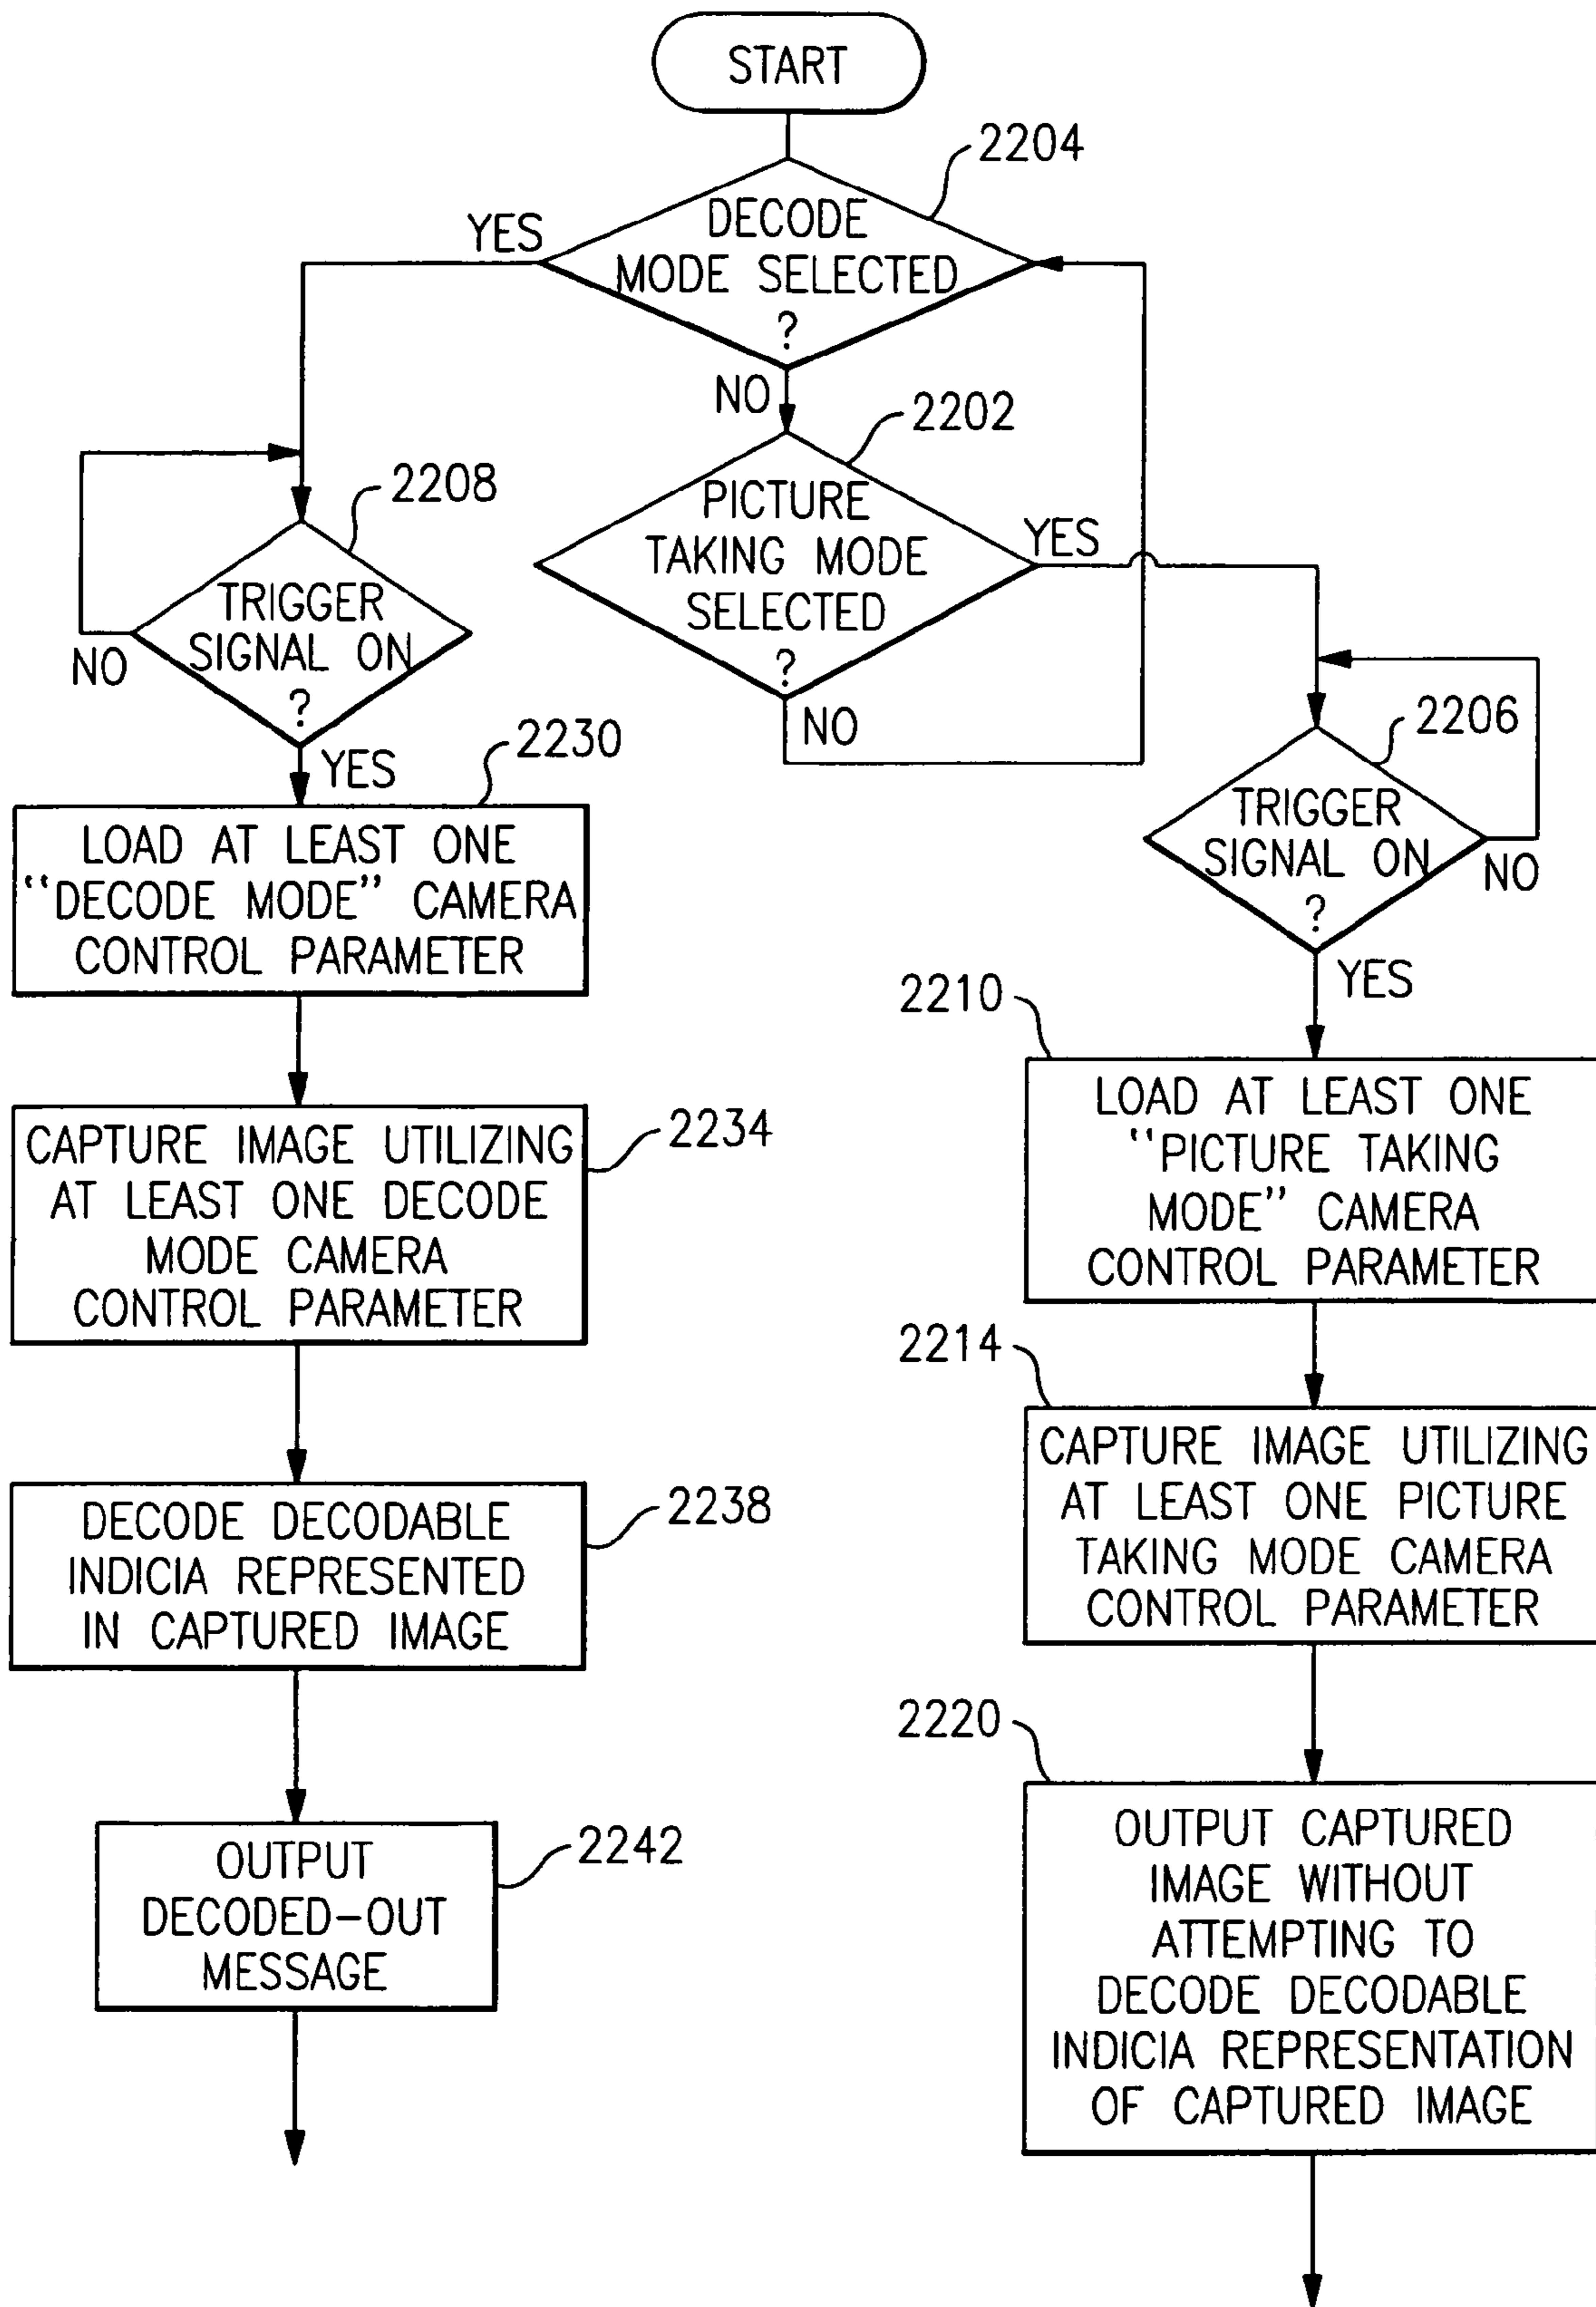 START
2204
DECODE
MODE SELECTED
?
YES
NO
2202
PICTURE
TAKING MODE
SELECTED
?
YES
NO
2208
TRIGGER
SIGNAL ON
?
NO
YES
2230
LOAD AT LEAST ONE
"DECODE MODE" CAMERA
CONTROL PARAMETER
2234
CAPTURE IMAGE UTILIZING
AT LEAST ONE DECODE
MODE CAMERA
CONTROL PARAMETER
2238
DECODE DECODABLE
INDICIA REPRESENTED
IN CAPTURED IMAGE
2242
OUTPUT
DECODED-OUT
MESSAGE
2206
TRIGGER
SIGNAL ON
?
NO
YES
2210
LOAD AT LEAST ONE
"PICTURE TAKING
MODE" CAMERA
CONTROL PARAMETER
2214
CAPTURE IMAGE UTILIZING
AT LEAST ONE PICTURE
TAKING MODE CAMERA
CONTROL PARAMETER
2220
OUTPUT CAPTURED
IMAGE WITHOUT
ATTEMPTING TO
DECODE DECODABLE
INDICIA REPRESENTATION
OF CAPTURED IMAGE